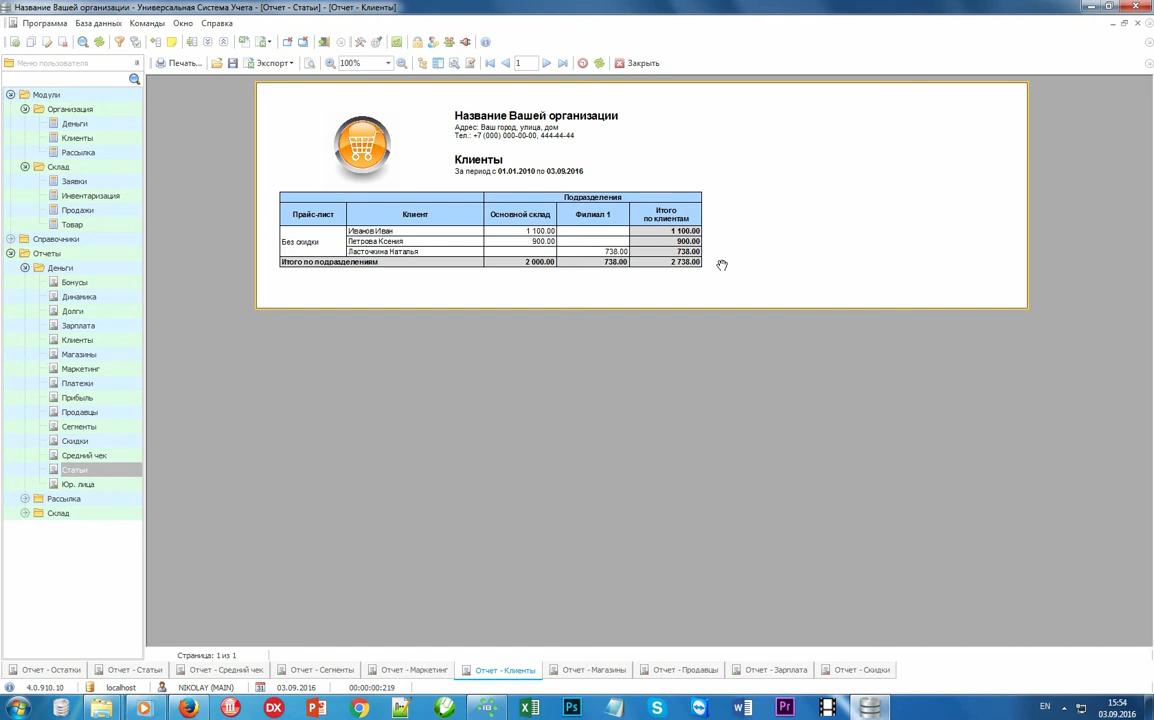 Название Вашей организации - Универсальная Система Учета - [Отчет - Статьи] - [Отчет - Клиенты]
Программа База данных Команды Окно Справка
Меню пользователя
Печать... Экспорт 100% 1 Закрыть
Модули
Организация
Деньги
Клиенты
Рассылка
Склад
Заявки
Инвентаризация
Продажи
Товар
Справочники
Отчеты
Деньги
Бонусы
Динамика
Долги
Зарплата
Клиенты
Магазины
Маркетинг
Платежи
Прибыль
Продавцы
Сегменты
Скидки
Средний чек
Статьи
Юр. лица
Рассылка
Склад
Название Вашей организации
Адрес: Ваш город, улица, дом
Тел.: +7 (000) 000-00-00, 444-44-44
Клиенты
За период с 01.01.2010 по 03.09.2016
Подразделения
Прайс-лист Клиент Основной склад Филиал 1 Итого по клиентам
Без скидки
Иванов Иван 1 100.00 1 100.00
Петрова Ксения 900.00 900.00
Ласточкина Наталья 738.00 738.00
Итого по подразделениям 2 000.00 738.00 2 738.00
Страница: 1 из 1
Отчет - Остатки Отчет - Статьи Отчет - Средний чек Отчет - Сегменты Отчет - Маркетинг Отчет - Клиенты Отчет - Магазины Отчет - Продавцы Отчет - Зарплата Отчет - Скидки
4.0.910.10 localhost NIKOLAY (MAIN) 03.09.2016 00:00:00:219
EN 15:54
03.09.2016